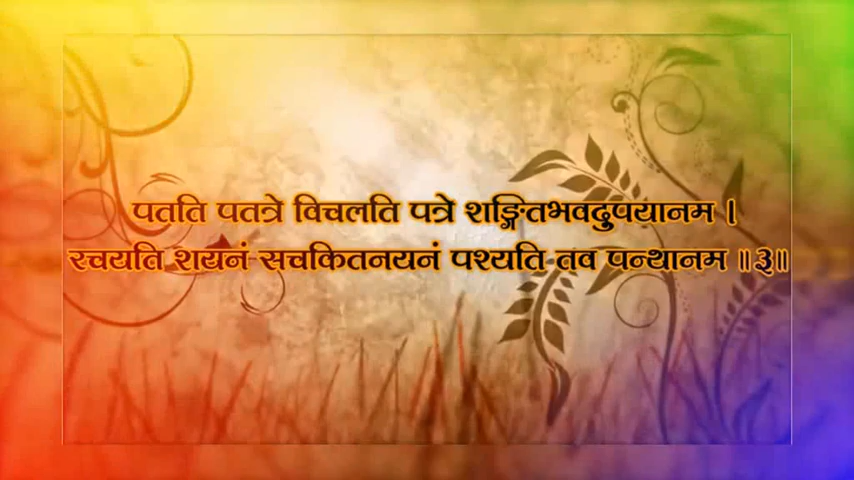 पतति पतत्रे विचलति पत्रे शङ्कितभवदुपयानम ।
रचयति शयनं सचकितनयनं पश्यति तव पन्थानम ॥३॥